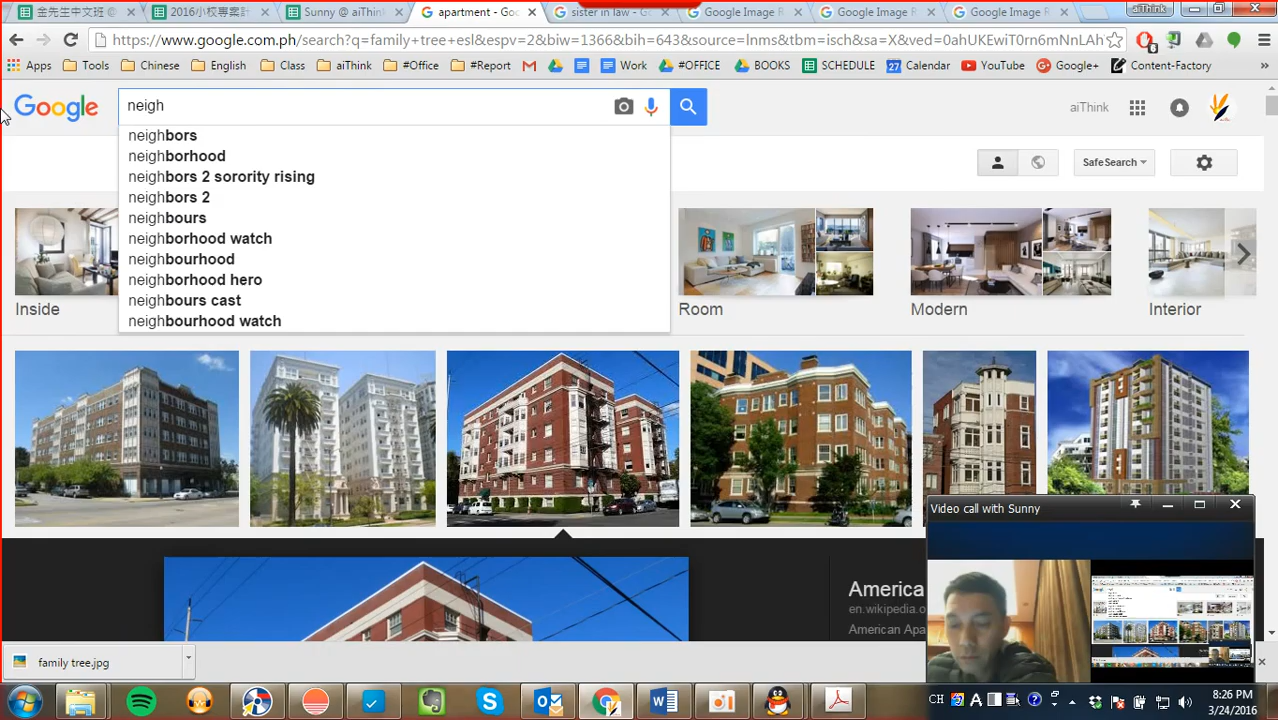 金先生中文班
2016小校專案計
Sunny @ aiThink
apartment - Goo
sister in law - Goo
Google Image R
Google Image R
Google Image R
aiThink
https://www.google.com.ph/search?q=family+tree+esl&espv=2&biw=1366&bih=643&source=lnms&tbm=isch&sa=X&ved=0ahUKEwiT0rn6mNnLAh
Apps
Tools
Chinese
English
Class
aiThink
#Office
#Report
Work
#OFFICE
BOOKS
SCHEDULE
27
Calendar
YouTube
Google+
Content-Factory
»
Google
neigh
aiThink
neighbors
neighborhood
neighbors 2 sorority rising
neighbors 2
neighbours
neighborhood watch
neighbourhood
neighborhood hero
neighbours cast
neighbourhood watch
SafeSearch
Inside
Room
Modern
Interior
Video call with Sunny
America
en.wikipedia.o
American Apa
family tree.jpg
CH
8:26 PM
3/24/2016